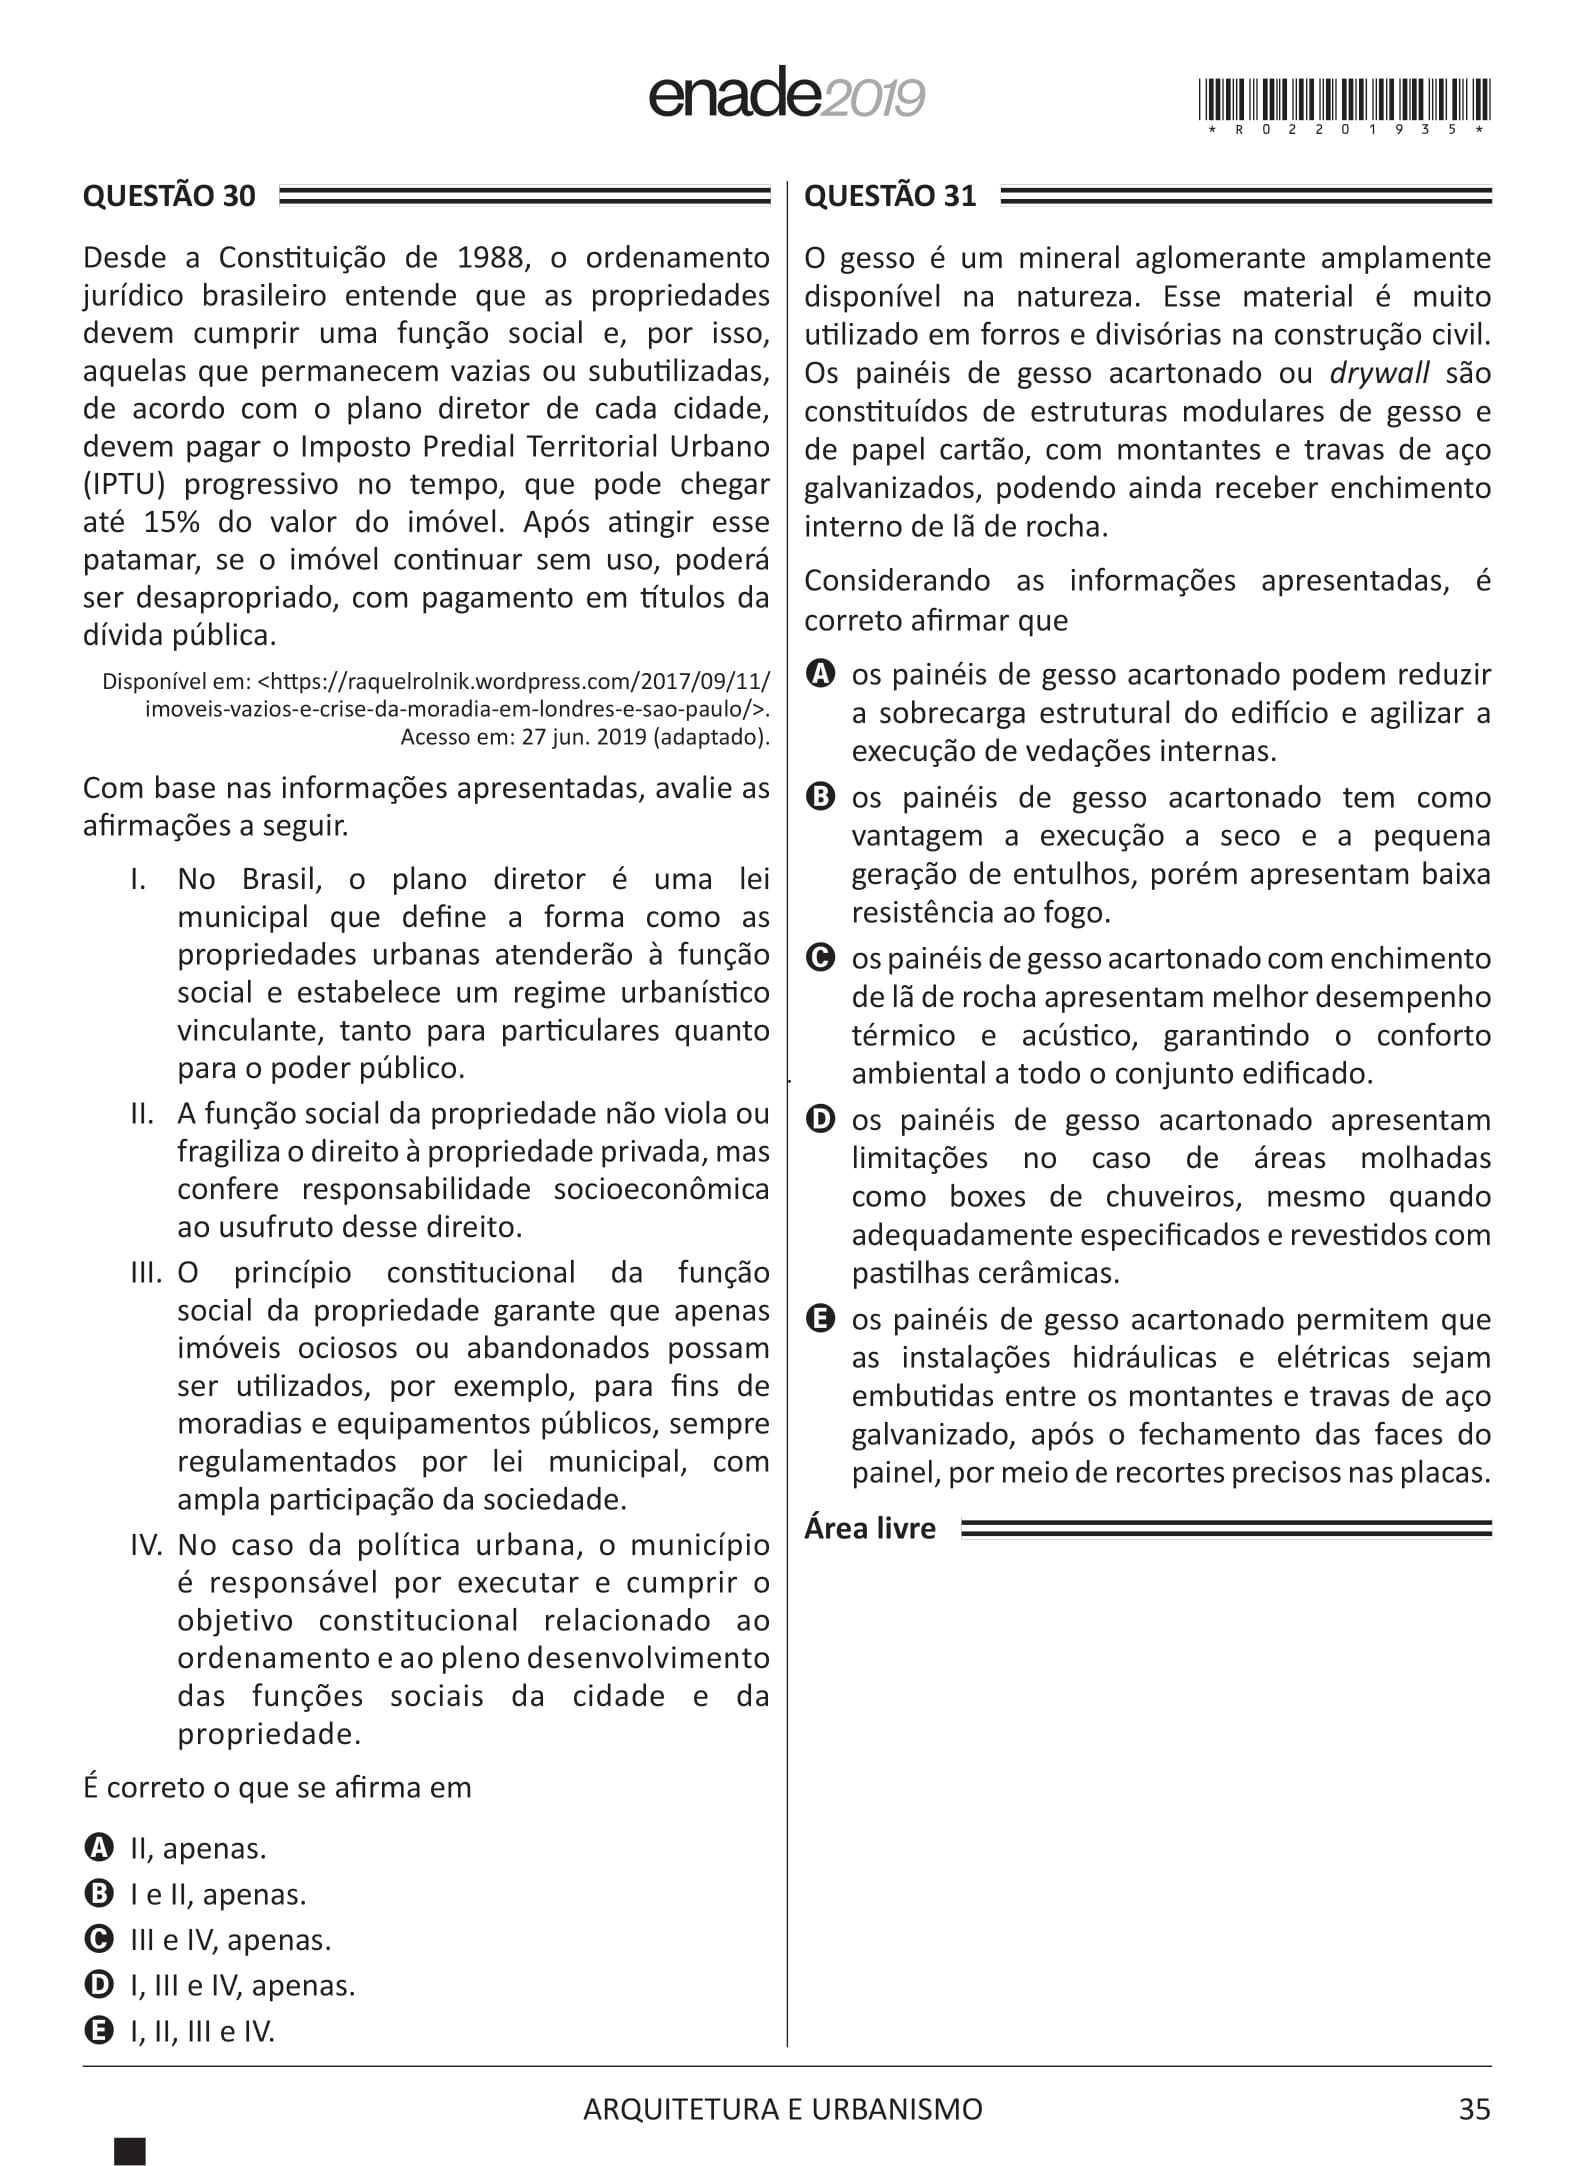 enade2019
* R 0 2 2 0 1 9 3 5 *
QUESTÃO 30
Desde a Constituição de 1988, o ordenamento
jurídico brasileiro entende que as propriedades
devem cumprir uma função social e, por isso,
aquelas que permanecem vazias ou subutilizadas,
de acordo com o plano diretor de cada cidade,
devem pagar o Imposto Predial Territorial Urbano
(IPTU) progressivo no tempo, que pode chegar
até 15% do valor do imóvel. Após atingir esse
patamar, se o imóvel continuar sem uso, poderá
ser desapropriado, com pagamento em títulos da
dívida pública.
Disponível em: <https://raquelrolnik.wordpress.com/2017/09/11/
imoveis-vazios-e-crise-da-moradia-em-londres-e-sao-paulo/>.
Acesso em: 27 jun. 2019 (adaptado).
Com base nas informações apresentadas, avalie as
afirmações a seguir.
I. No Brasil, o plano diretor é uma lei
municipal que define a forma como as
propriedades urbanas atenderão à função
social e estabelece um regime urbanístico
vinculante, tanto para particulares quanto
para o poder público.
II. A função social da propriedade não viola ou
fragiliza o direito à propriedade privada, mas
confere responsabilidade socioeconômica
ao usufruto desse direito.
III. O princípio constitucional da função
social da propriedade garante que apenas
imóveis ociosos ou abandonados possam
ser utilizados, por exemplo, para fins de
moradias e equipamentos públicos, sempre
regulamentados por lei municipal, com
ampla participação da sociedade.
IV. No caso da política urbana, o município
é responsável por executar e cumprir o
objetivo constitucional relacionado ao
ordenamento e ao pleno desenvolvimento
das funções sociais da cidade e da
propriedade.
É correto o que se afirma em
A II, apenas.
B I e II, apenas.
C III e IV, apenas.
D I, III e IV, apenas.
E I, II, III e IV.
QUESTÃO 31
O gesso é um mineral aglomerante amplamente
disponível na natureza. Esse material é muito
utilizado em forros e divisórias na construção civil.
Os painéis de gesso acartonado ou drywall são
constituídos de estruturas modulares de gesso e
de papel cartão, com montantes e travas de aço
galvanizados, podendo ainda receber enchimento
interno de lã de rocha.
Considerando as informações apresentadas, é
correto afirmar que
A os painéis de gesso acartonado podem reduzir
a sobrecarga estrutural do edifício e agilizar a
execução de vedações internas.
B os painéis de gesso acartonado tem como
vantagem a execução a seco e a pequena
geração de entulhos, porém apresentam baixa
resistência ao fogo.
C os painéis de gesso acartonado com enchimento
de lã de rocha apresentam melhor desempenho
térmico e acústico, garantindo o conforto
ambiental a todo o conjunto edificado.
D os painéis de gesso acartonado apresentam
limitações no caso de áreas molhadas
como boxes de chuveiros, mesmo quando
adequadamente especificados e revestidos com
pastilhas cerâmicas.
E os painéis de gesso acartonado permitem que
as instalações hidráulicas e elétricas sejam
embutidas entre os montantes e travas de aço
galvanizado, após o fechamento das faces do
painel, por meio de recortes precisos nas placas.
Área livre
ARQUITETURA E URBANISMO
35